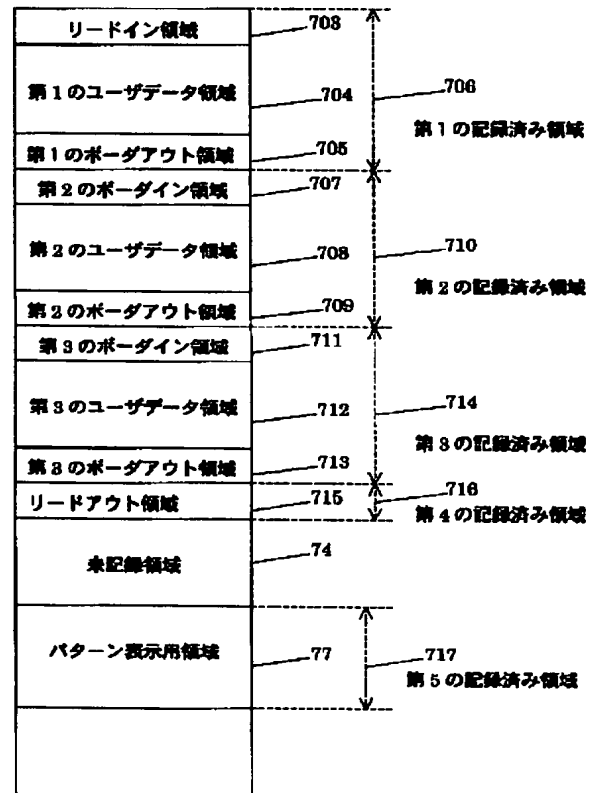 リードイン領域
703
第1のユーザデータ領域
704
706
第1の記録済み領域
第1のボーダアウト領域
705
第2のボーダイン領域
707
第2のユーザデータ領域
708
710
第2の記録済み領域
第2のボーダアウト領域
709
第3のボーダイン領域
711
第3のユーザデータ領域
712
714
第3の記録済み領域
第3のボーダアウト領域
713
リードアウト領域
715
716
第4の記録済み領域
未記録領域
74
パターン表示用領域
77
717
第5の記録済み領域